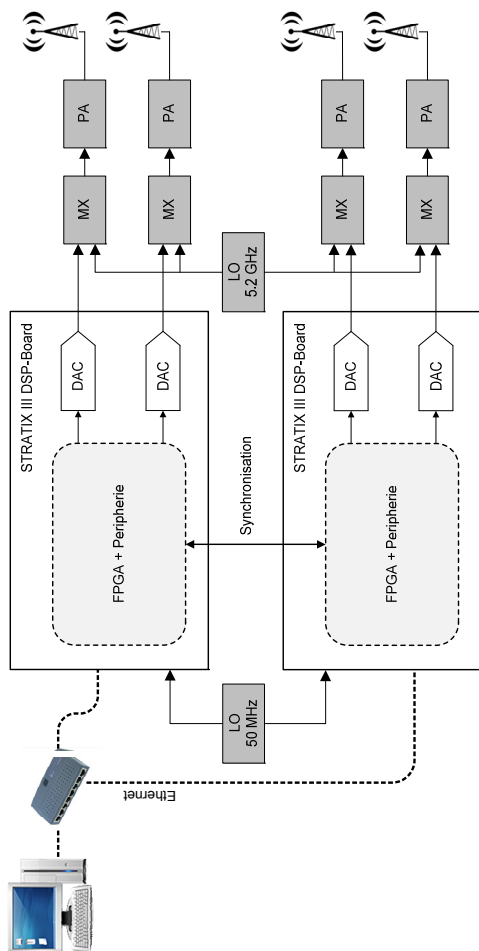 PA
PA
PA
PA
MX
MX
MX
MX
LO
5.2 GHz
STRATIX III DSP-Board
DAC
DAC
FPGA + Peripherie
STRATIX III DSP-Board
DAC
DAC
FPGA + Peripherie
Synchronisation
LO
50 MHz
Ethernet